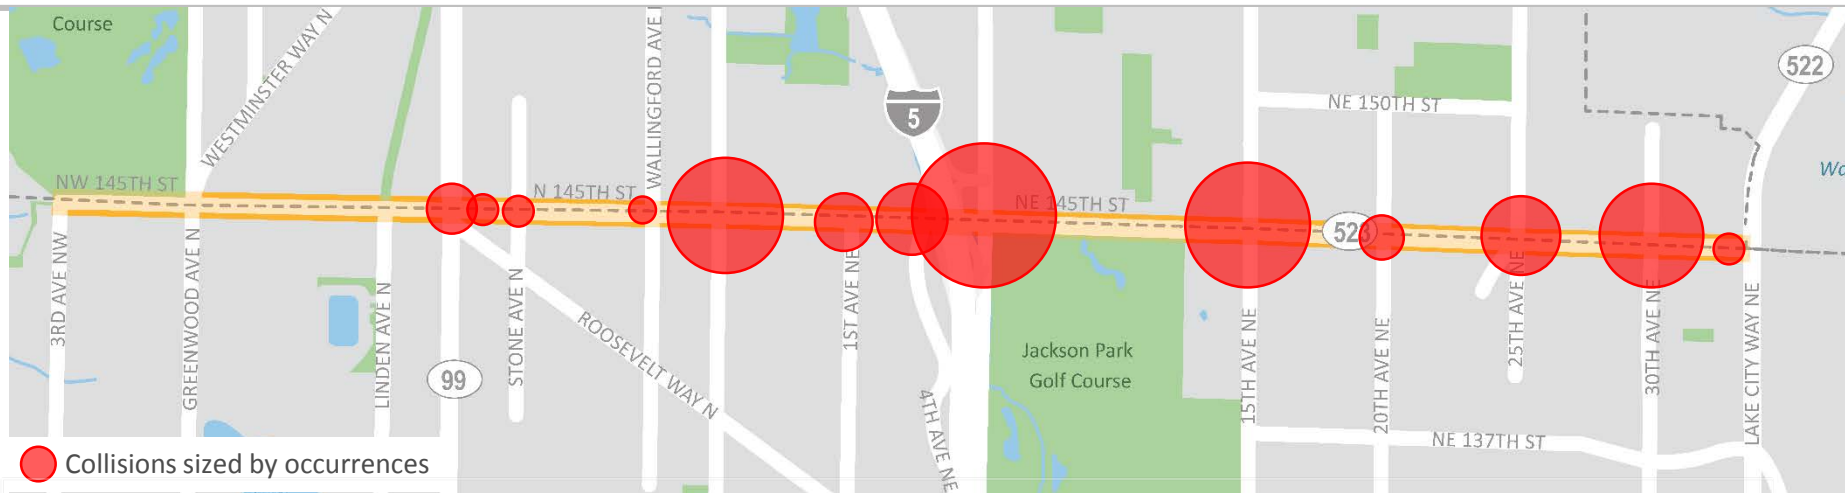 Course
WESTMINSTER WAY N
WALLINGFORD AVE
5
522
NE 150TH ST
Wa
NW 145TH ST
N 145TH ST
NE 145TH ST
523
3RD AVE NW
GREENWOOD AVE N
LINDEN AVE N
99
STONE AVE N
ROOSEVELT WAY N
1ST AVE NE
4TH AVE NE
Jackson Park
Golf Course
15TH AVE NE
20TH AVE NE
25TH AVE NE
30TH AVE NE
LAKE CITY WAY NE
NE 137TH ST
Collisions sized by occurrences